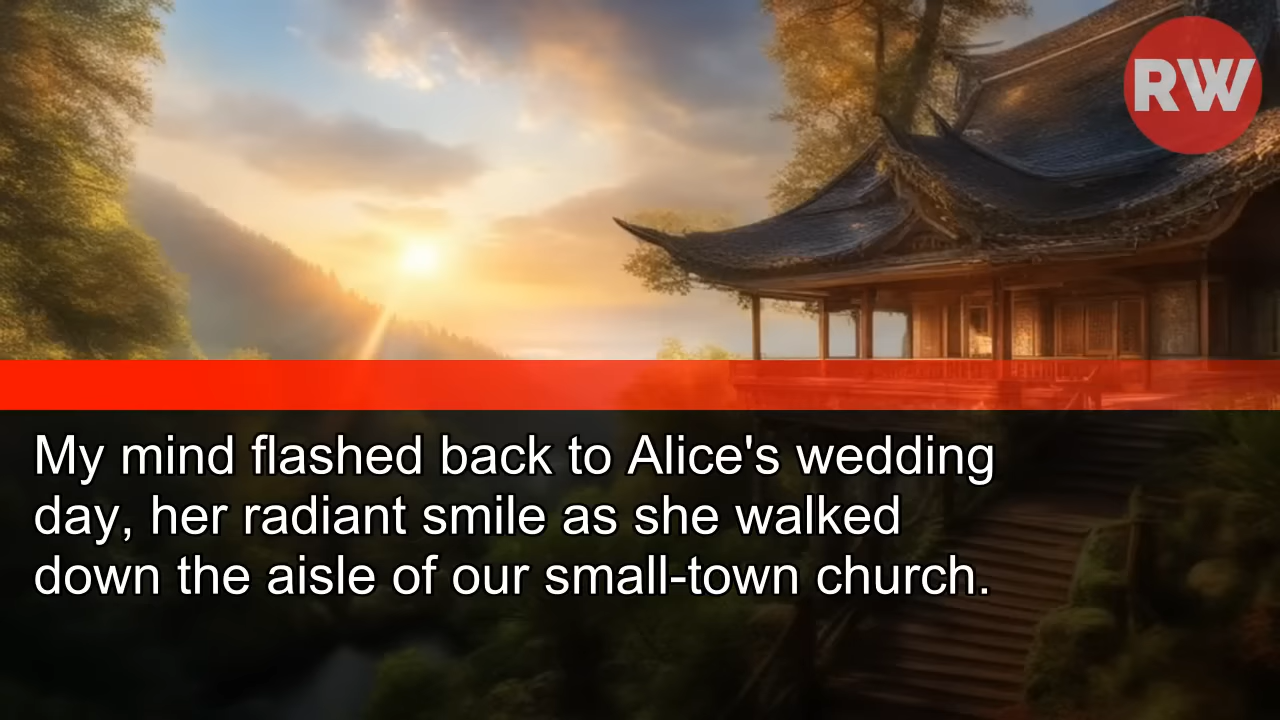 RW
My mind flashed back to Alice's wedding
day, her radiant smile as she walked
down the aisle of our small-town church.